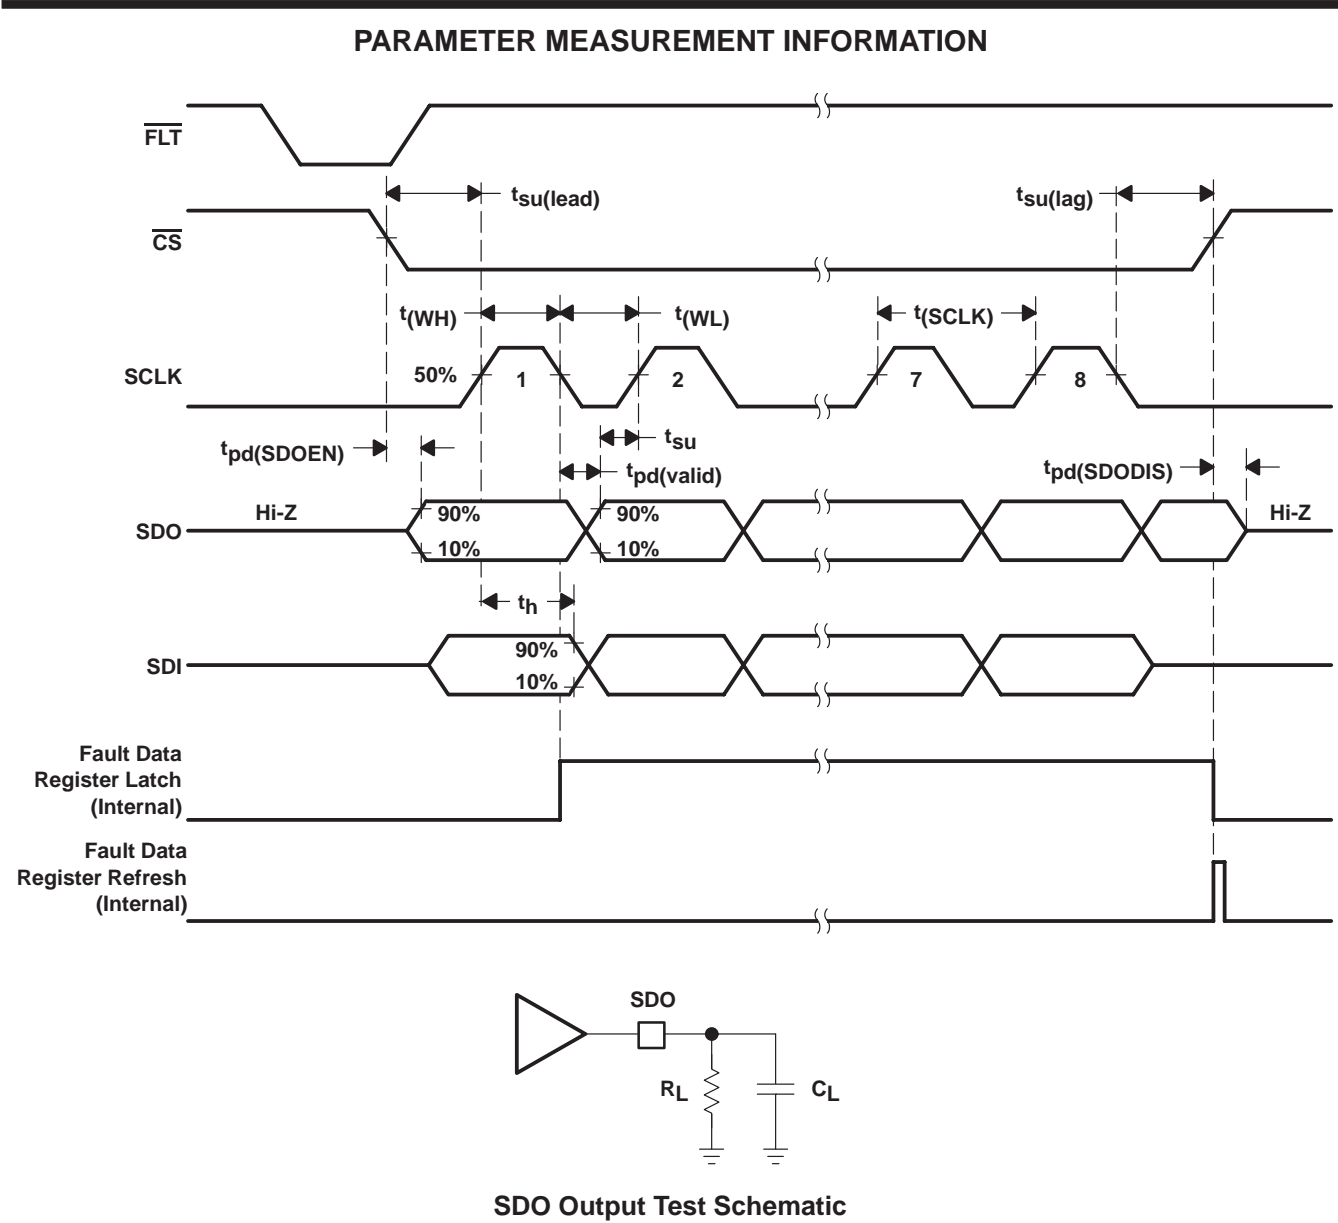 PARAMETER MEASUREMENT INFORMATION
FLT
tsu(lead)
tsu(lag)
CS
t(WH)
t(WL)
t(SCLK)
SCLK
50%
1
2
7
8
tsu
tpd(SDOEN)
tpd(valid)
tpd(SDODIS)
Hi-Z
90%
90%
Hi-Z
SDO
10%
10%
th
90%
SDI
10%
Fault Data
Register Latch
(Internal)
Fault Data
Register Refresh
(Internal)
SDO
RL
CL
SDO Output Test Schematic